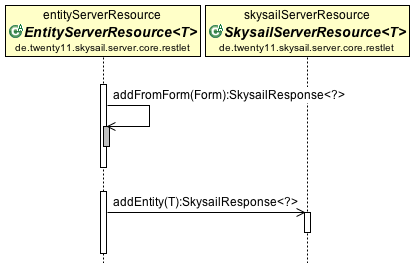 entityServerResource
EntityServerResource<T>
de.twenty11.skysail.server.core.restlet
skysailServerResource
SkysailServerResource<T>
de.twenty11.skysail.server.core.restlet
addFromForm(Form):SkysailResponse<?>
addEntity(T):SkysailResponse<?>